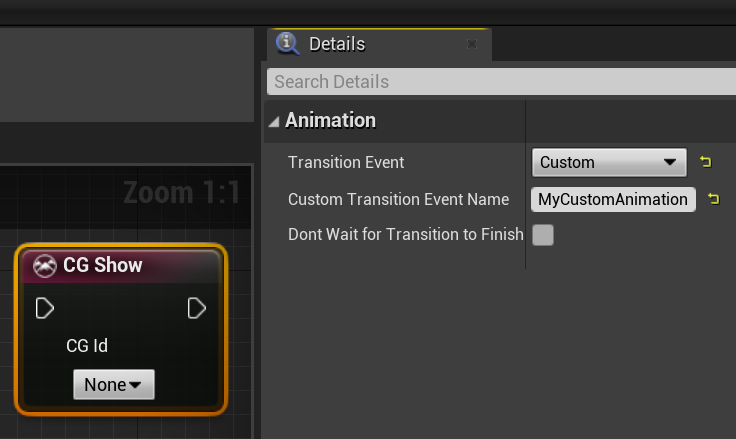 Details
Search Details
Animation
Transition Event
Custom
Custom Transition Event Name
MyCustomAnimation
Dont Wait for Transition to Finish
Zoom 1:1
CG Show
CG Id
None